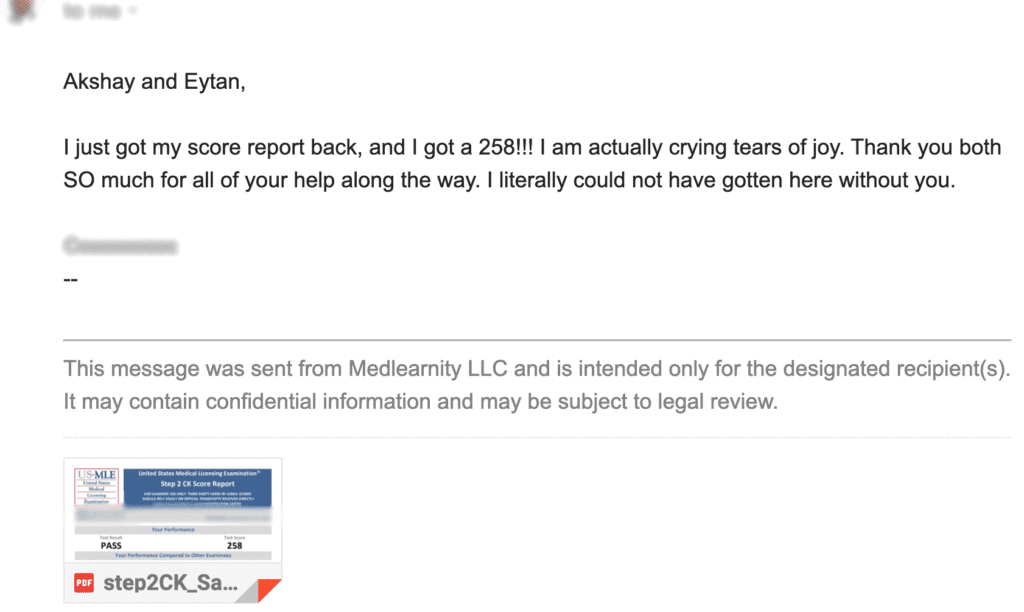 Akshay and Eytan,
I just got my score report back, and I got a 258!!! I am actually crying tears of joy. Thank you both
SO much for all of your help along the way. I literally could not have gotten here without you.
--
This message was sent from Medlearnity LLC and is intended only for the designated recipient(s).
It may contain confidential information and may be subject to legal review.
US-MLE
United States
Medical
Licensing
Examination
United States Medical Licensing Examination®
Step 2 CK Score Report
Your Performance
Test Result
Test Score
PASS
258
Your Performance Compared to Other Examinees
PDF
step2CK_Sa...